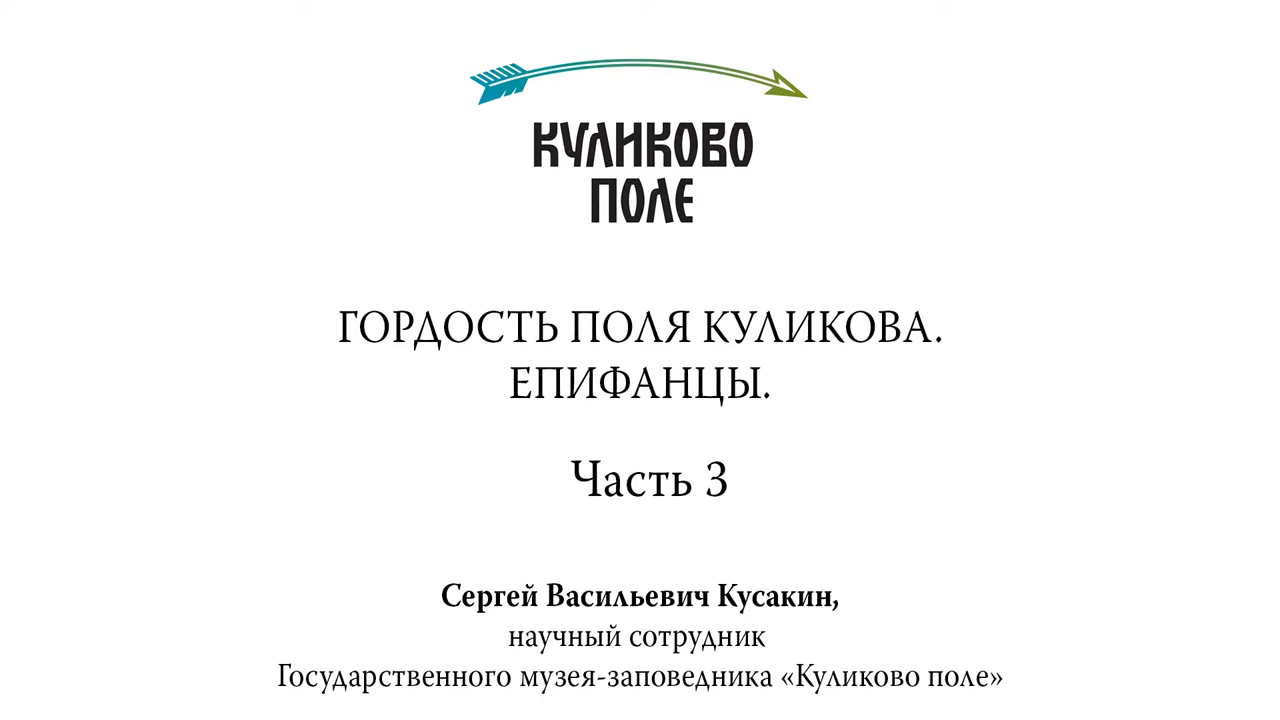 КУЛИКОВО
ПОЛЕ
ГОРДОСТЬ ПОЛЯ КУЛИКОВА.
ЕПИФАНЦЫ.
Часть 3
Сергей Васильевич Кусакин,
научный сотрудник
Государственного музея-заповедника «Куликово поле»